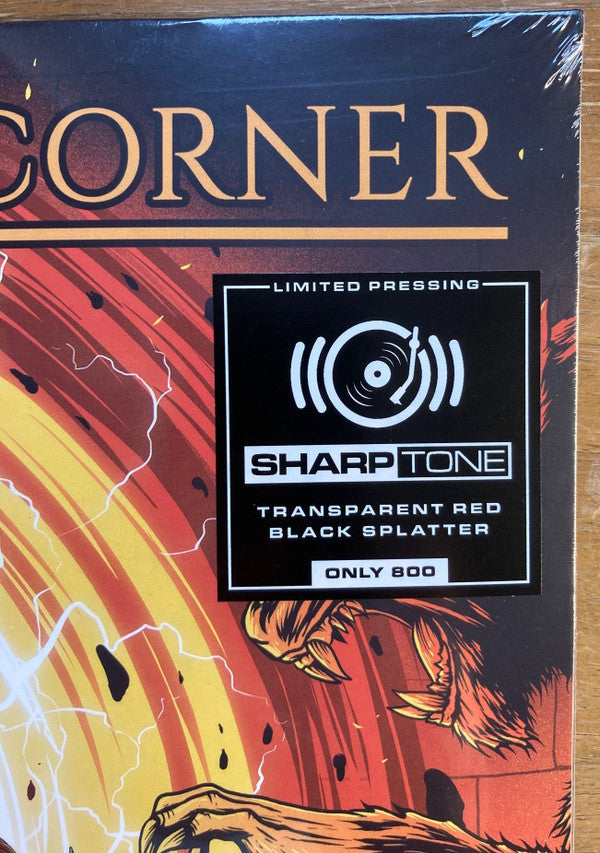 CORNER
LIMITED PRESSING
SHARPTONE
TRANSPARENT RED
BLACK SPLATTER
ONLY 800